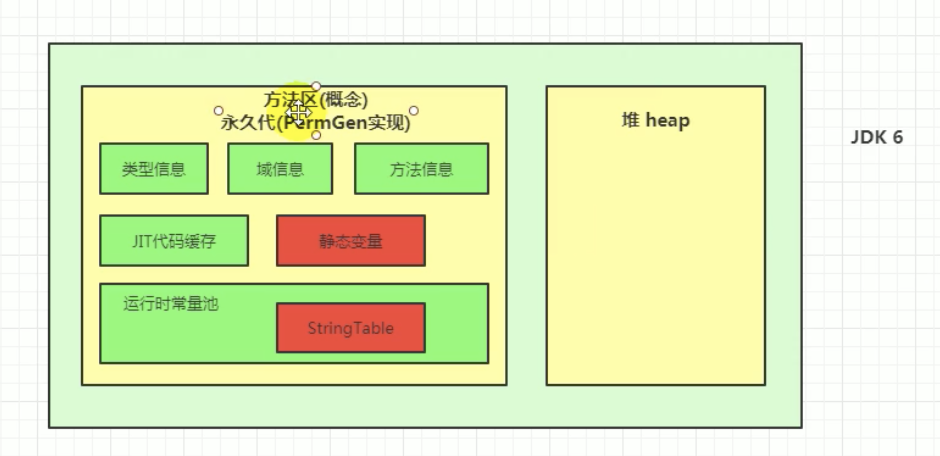 方法区(概念)
永久代(PermGen实现)
堆 heap
JDK 6
类型信息
域信息
方法信息
JIT代码缓存
静态变量
运行时常量池
StringTable